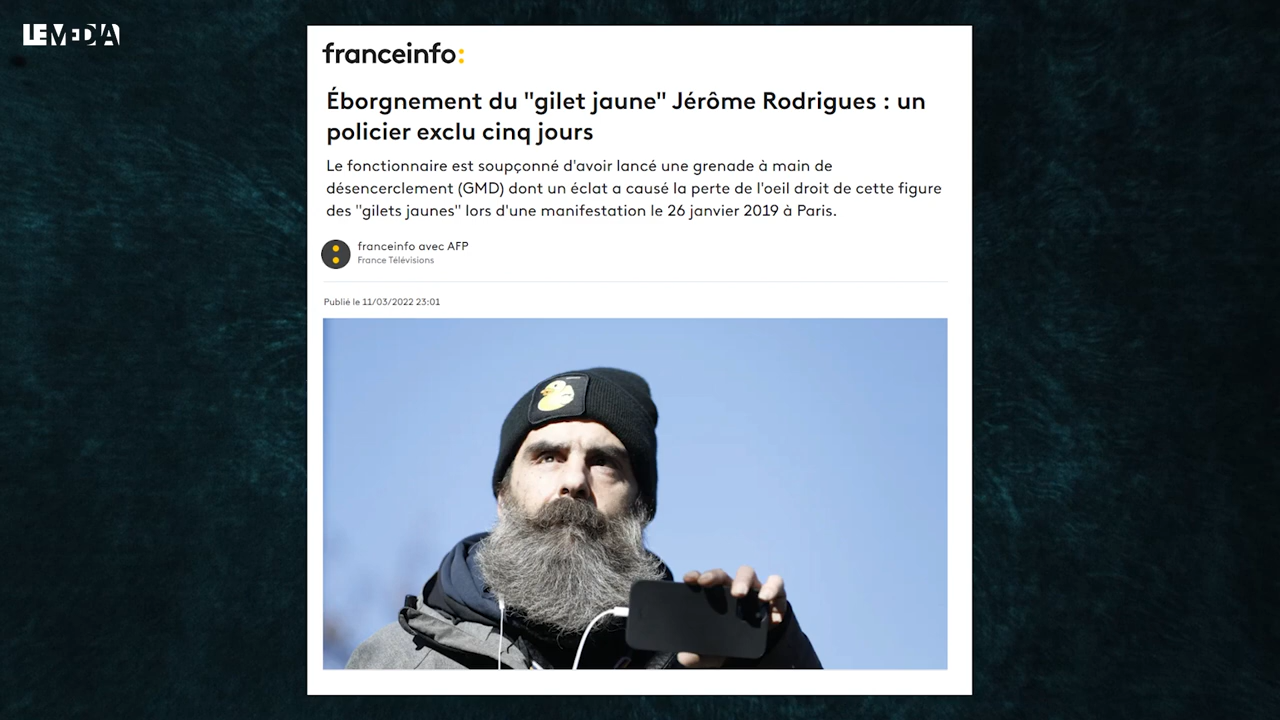 LEMEDIA
franceinfo:
Éborgnement du "gilet jaune" Jérôme Rodrigues : un
policier exclu cinq jours
Le fonctionnaire est soupçonné d'avoir lancé une grenade à main de
désencerclement (GMD) dont un éclat a causé la perte de l'oeil droit de cette figure
des "gilets jaunes" lors d'une manifestation le 26 janvier 2019 à Paris.
franceinfo avec AFP
France Télévisions
Publié le 11/03/2022 23:01